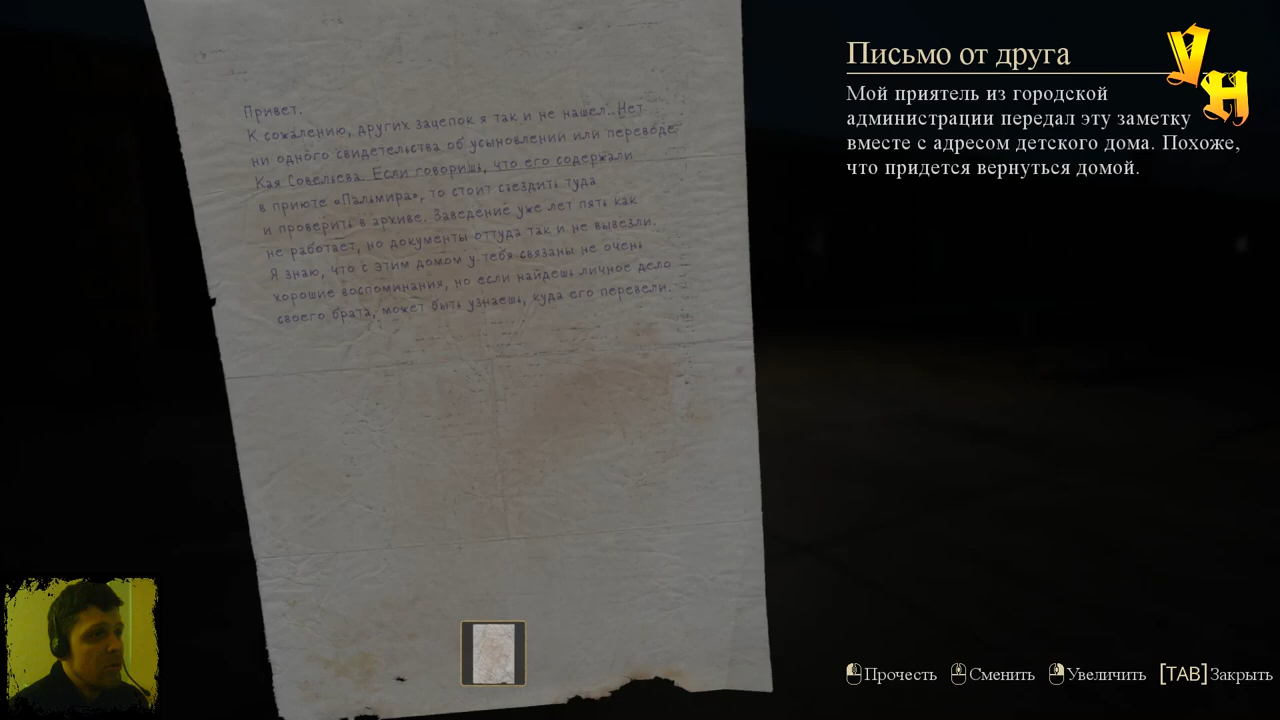 Привет.
К сожалению, других зацепок я так и не нашел. Нет
ни одного свидетельства об усыновлении или переводе
Кая Совельева. Если говоришь, что его содержали
в приюте «Пальмира», то стоит съездить туда
и проверить в архиве. Заведение уже лет пять как
не работает, но документы оттуда так и не вывезли.
Я знаю, что с этим домом у тебя связаны не очень
хорошие воспоминания, но если найдешь личное дело
своего брата, может быть узнаешь, куда его перевели.
Письмо от друга
Мой приятель из городской
администрации передал эту заметку
вместе с адресом детского дома. Похоже,
что придется вернуться домой.
Прочесть Сменить Увеличить [TAB]Закрыть